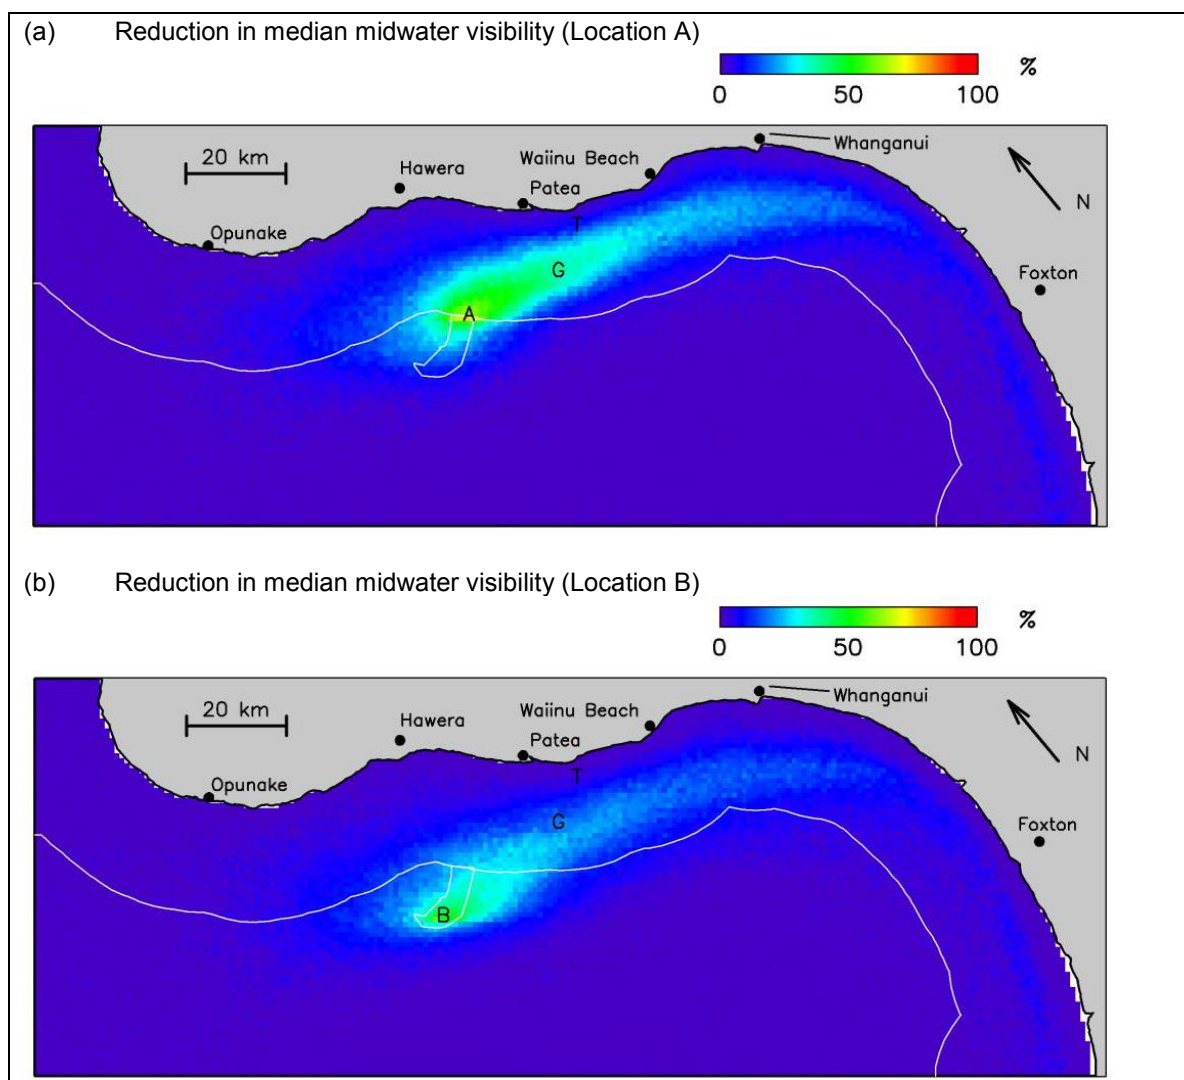 (a) Reduction in median midwater visibility (Location A)
%
0 50 100
Whanganui
20 km
Waiinu Beach
Hawera
Patea
N
T
Opunake
G
Foxton
A
(b) Reduction in median midwater visibility (Location B)
%
0 50 100
Whanganui
20 km
Waiinu Beach
Hawera
Patea
N
T
Opunake
G
Foxton
B